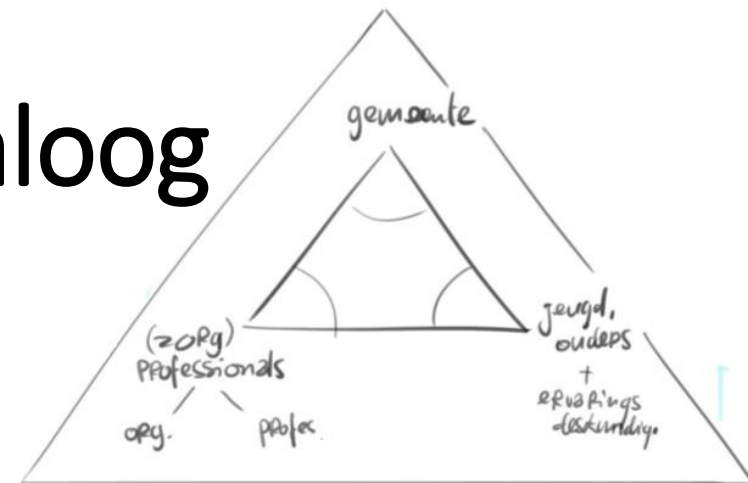 aloog
gemeente
(zorg)
professionals
org. profes.
jeugd,
ouders
+
ervarings
deskundig.